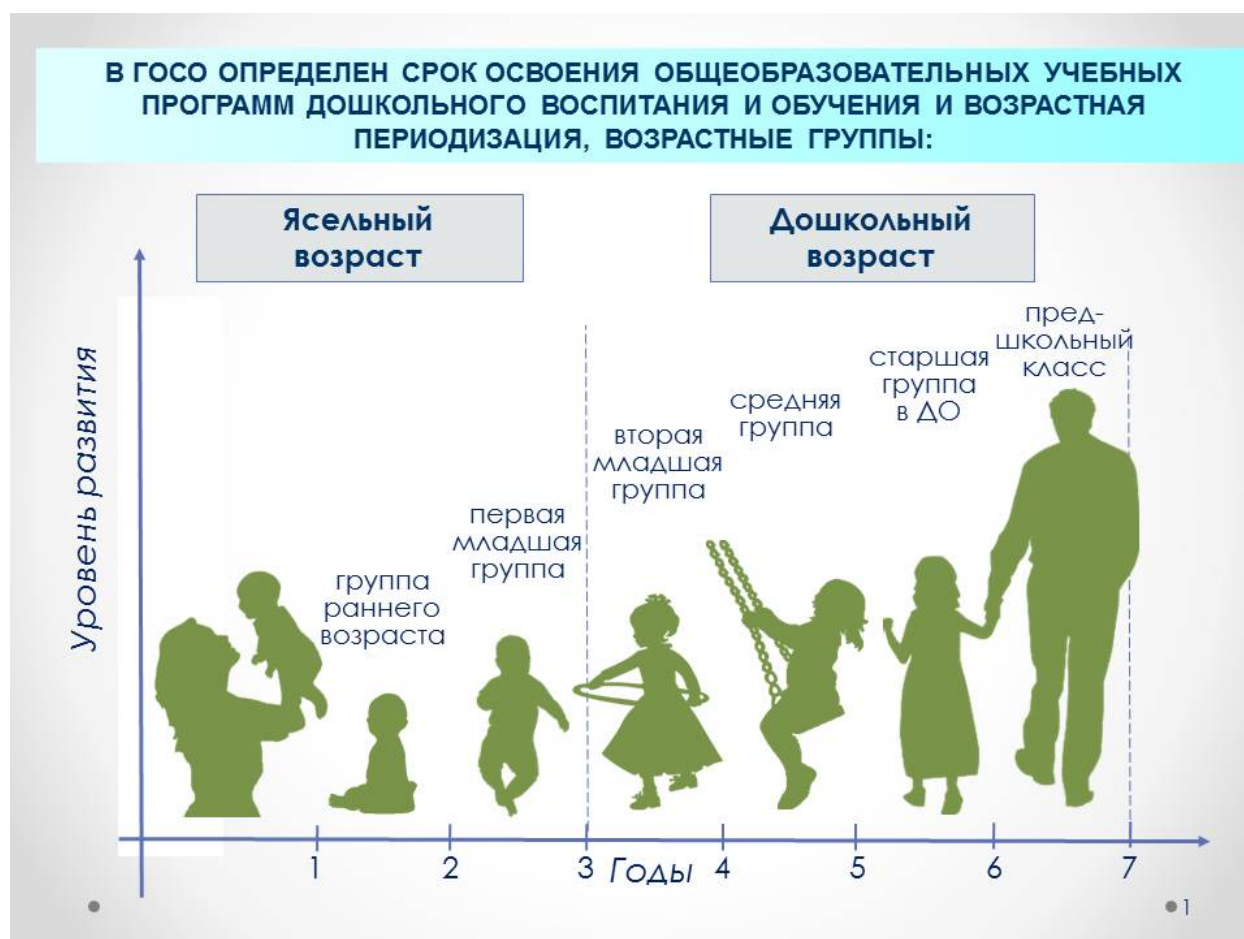 В ГОСО ОПРЕДЕЛЕН СРОК ОСВОЕНИЯ ОБЩЕОБРАЗОВАТЕЛЬНЫХ УЧЕБНЫХ
ПРОГРАММ ДОШКОЛЬНОГО ВОСПИТАНИЯ И ОБУЧЕНИЯ И ВОЗРАСТНАЯ
ПЕРИОДИЗАЦИЯ, ВОЗРАСТНЫЕ ГРУППЫ:
Ясельный
возраст
Дошкольный
возраст
Уровень развития
группа
раннего
возраста
первая
младшая
группа
вторая
младшая
группа
средняя
группа
старшая
группа
в ДО
пред-
школьный
класс
1 2 3 Годы 4 5 6 7
1